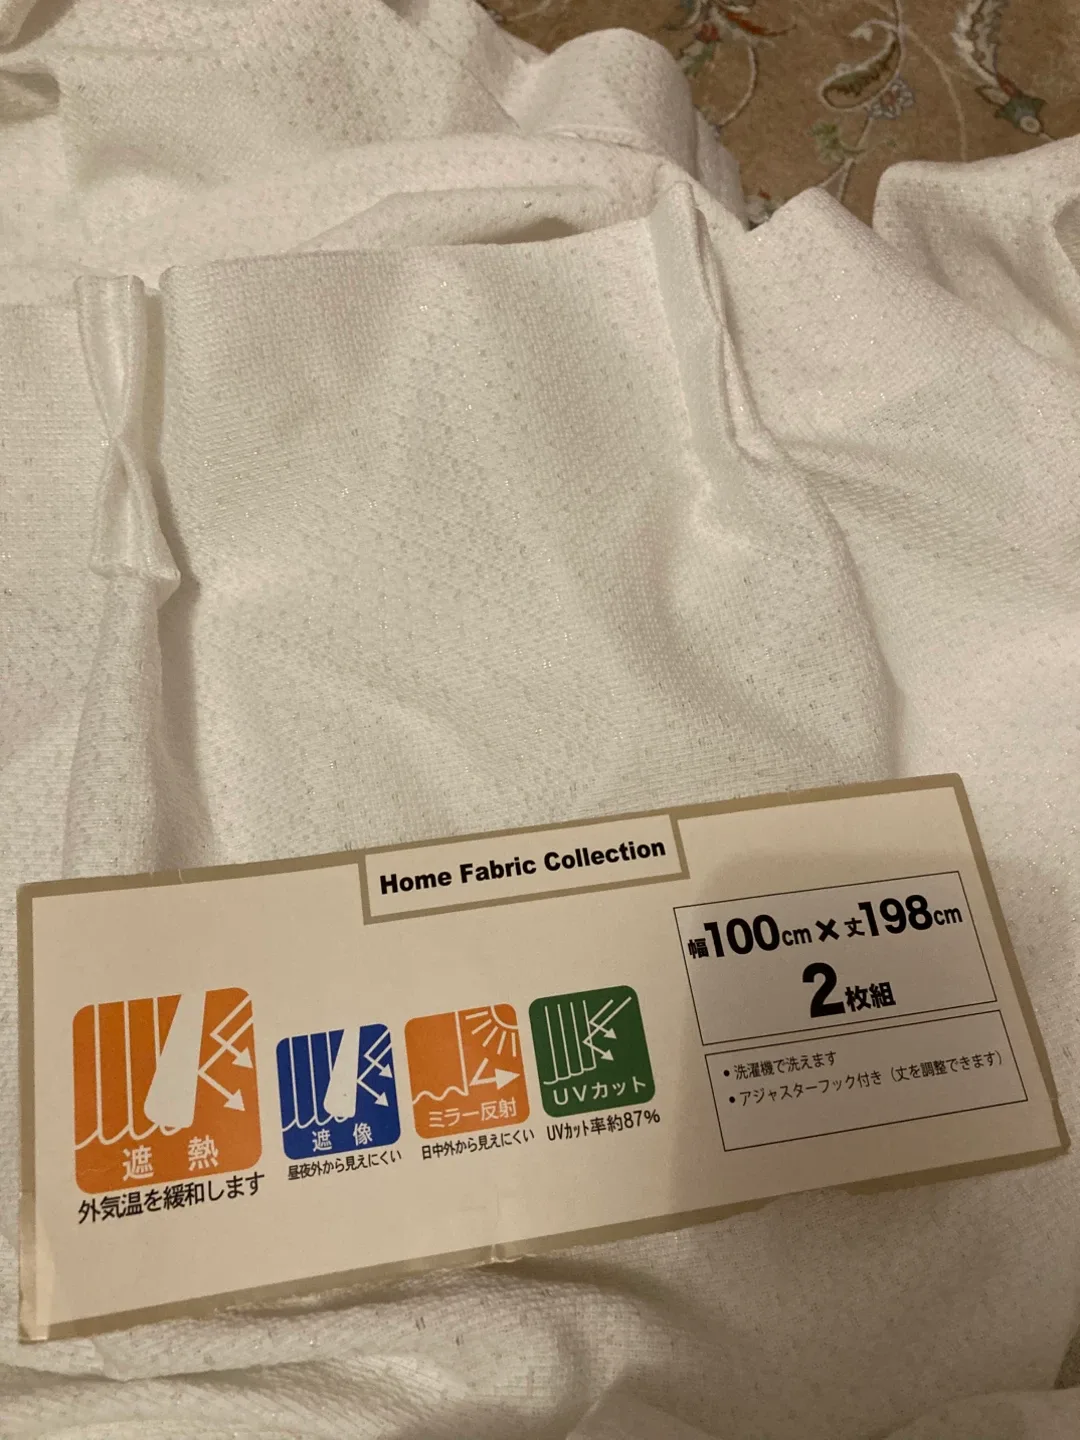 Home Fabric Collection
幅100cm×丈198cm
2枚組
・洗濯機で洗えます
・アジャスターフック付き（丈を調整できます）
遮熱
外気温を緩和します
遮像
昼夜外から見えにくい
ミラー反射
日中外から見えにくい
UVカット
UVカット率約87%